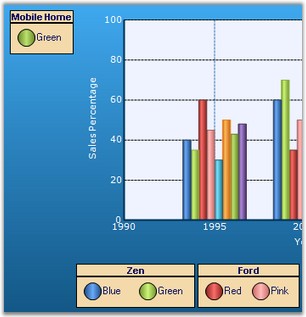 Mobile Home
Green
100
80
60
40
20
0
Sales Percentage
1990
1995
Zen
Blue
Green
Ford
Red
Pink